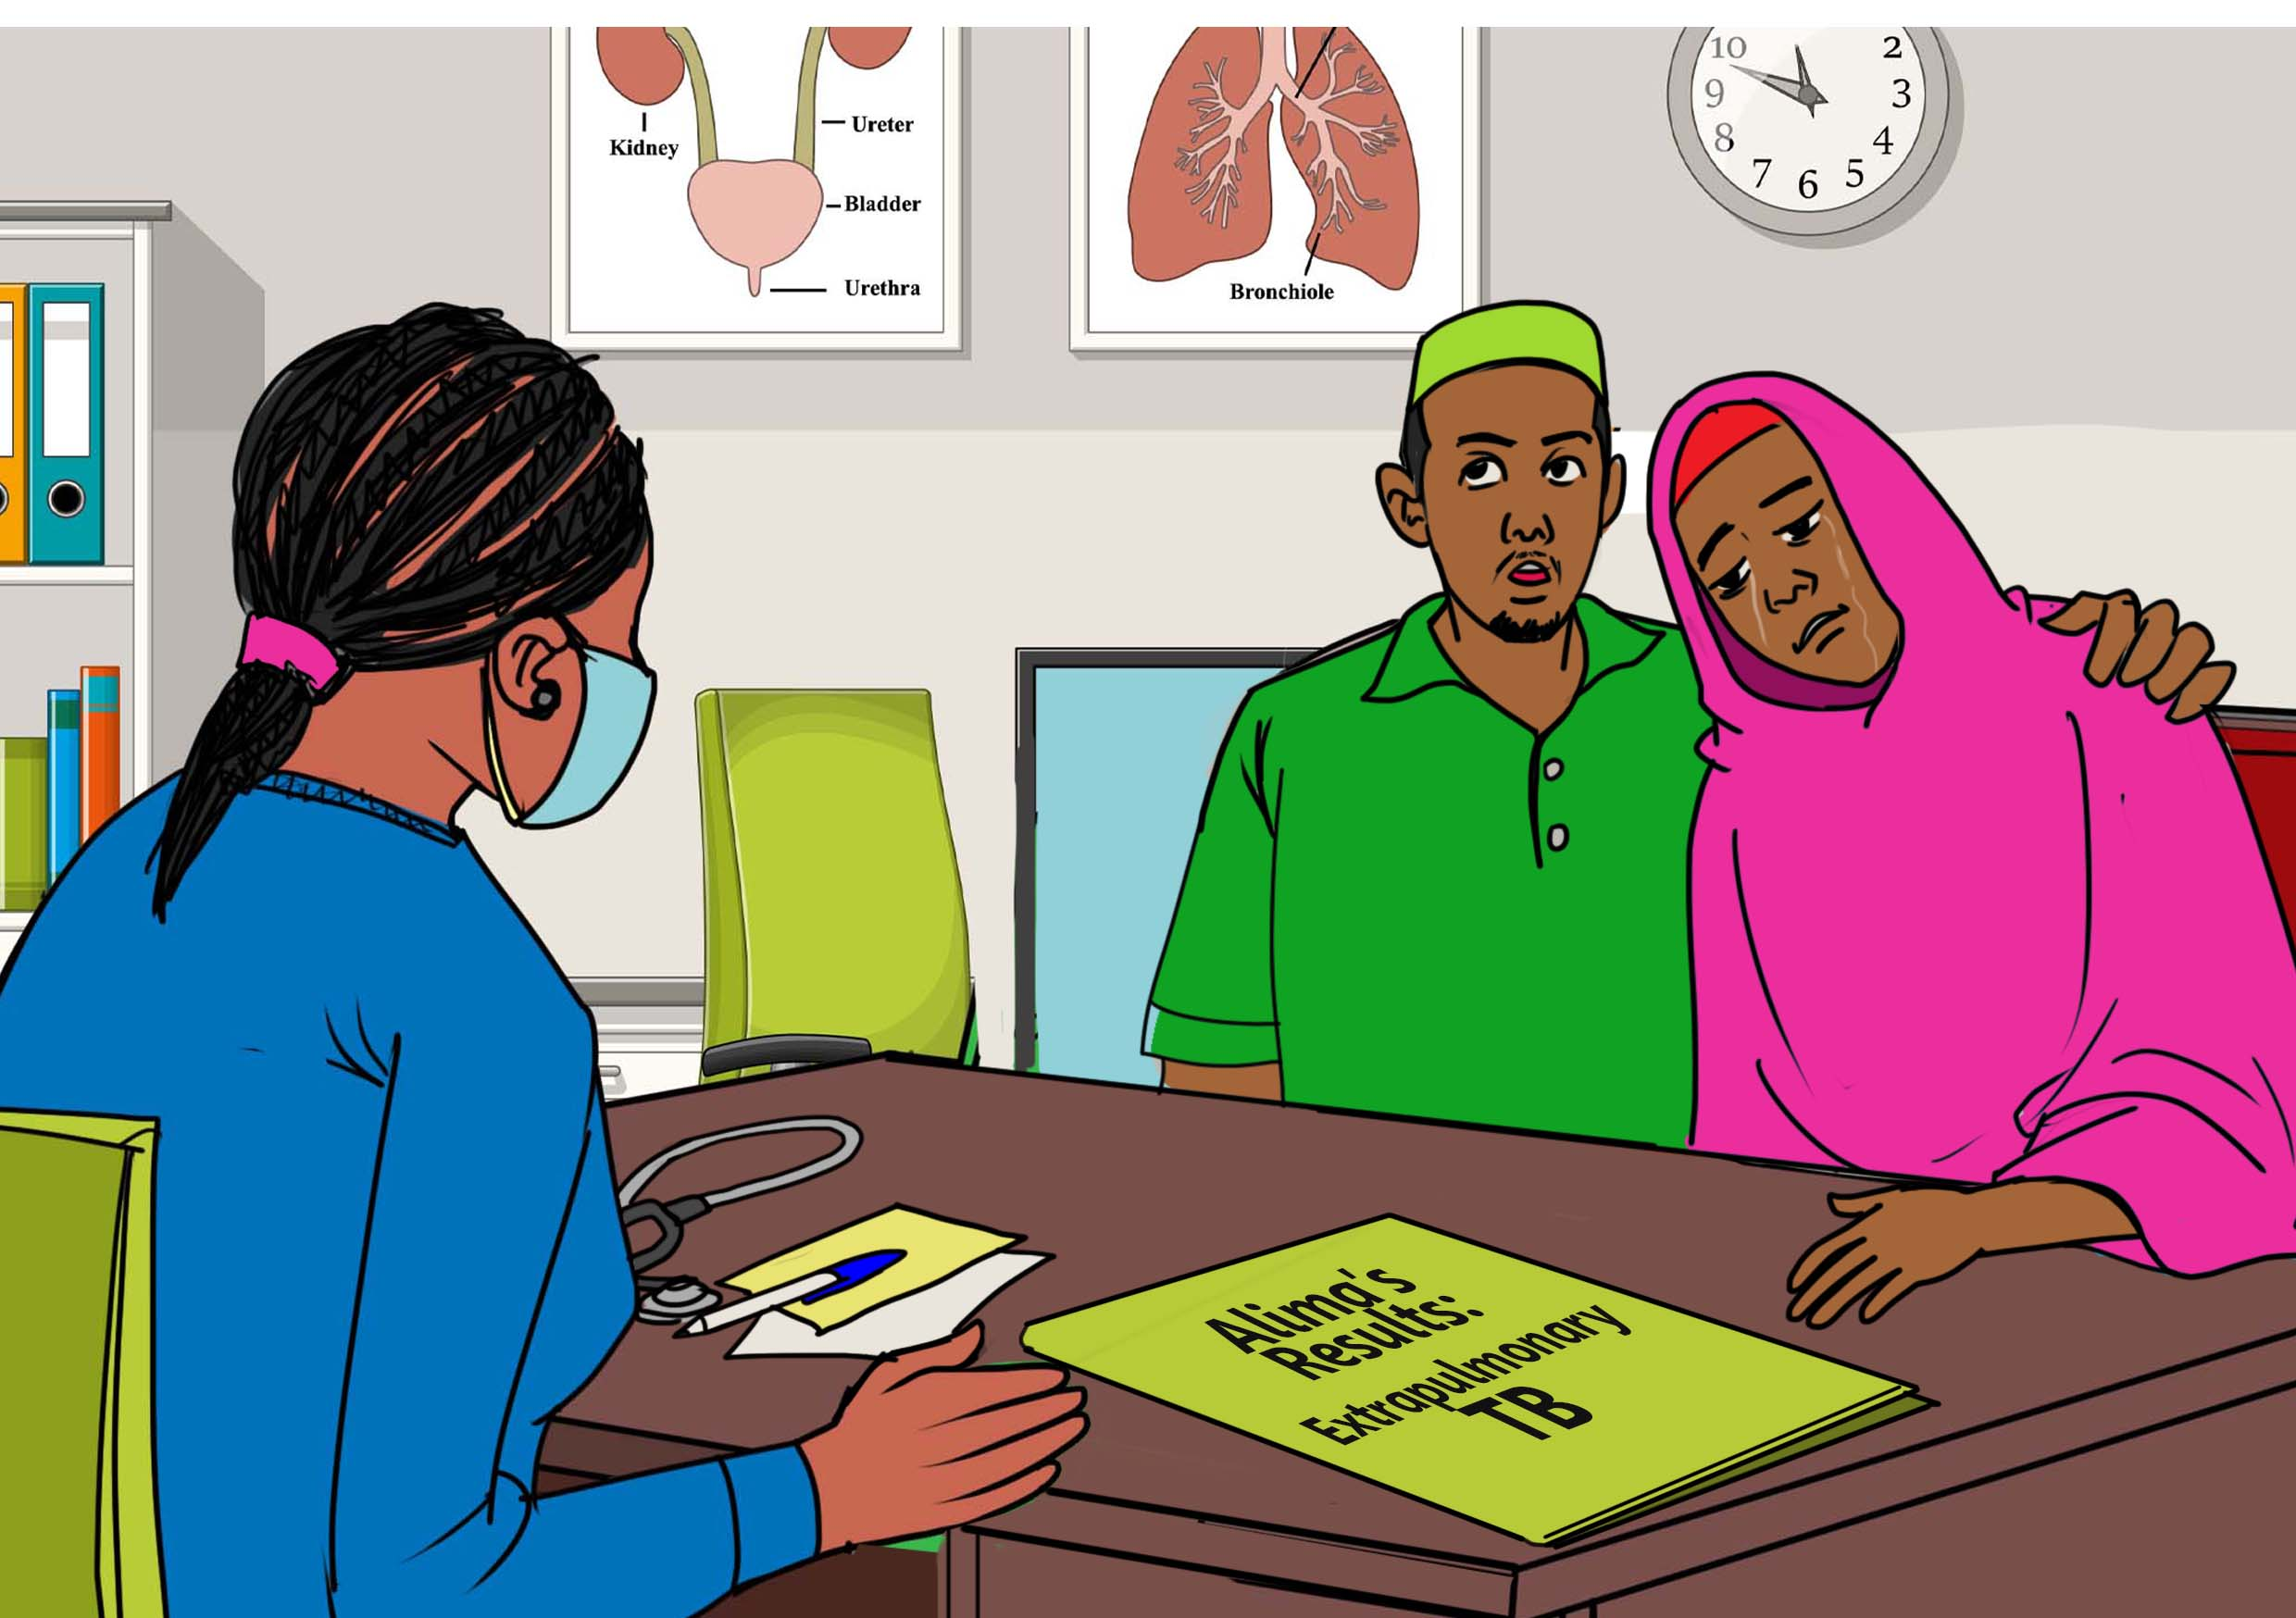 Kidney
Ureter
Bladder
Urethra
Bronchiole
10
2
9
3
8
4
7
6
5
Alima's
Results:
Extrapulmonary
TB